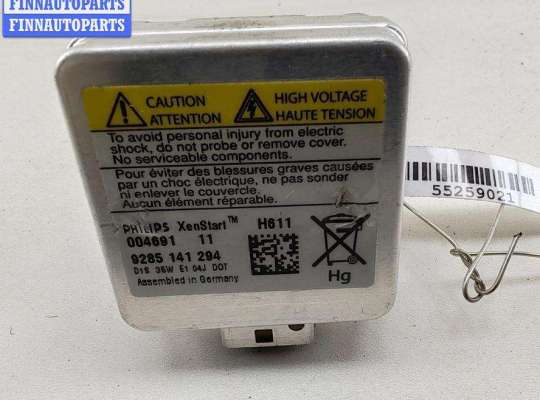 FINNAUTOPARTS
FINNAUTOPARTS
CAUTION
ATTENTION
HIGH VOLTAGE
HAUTE TENSION
To avoid personal injury from electric
shock, do not probe or remove cover.
No serviceable components.
Pour éviter des blessures graves causées
par un choc électrique, ne pas sonder
ni enlever le couvercle.
Aucun élément réparable.
PHILIPS XenStart™ H611
004691 11
9285 141 294
D1S 35W E1 04J DOT
Assembled in Germany
Hg
55259021